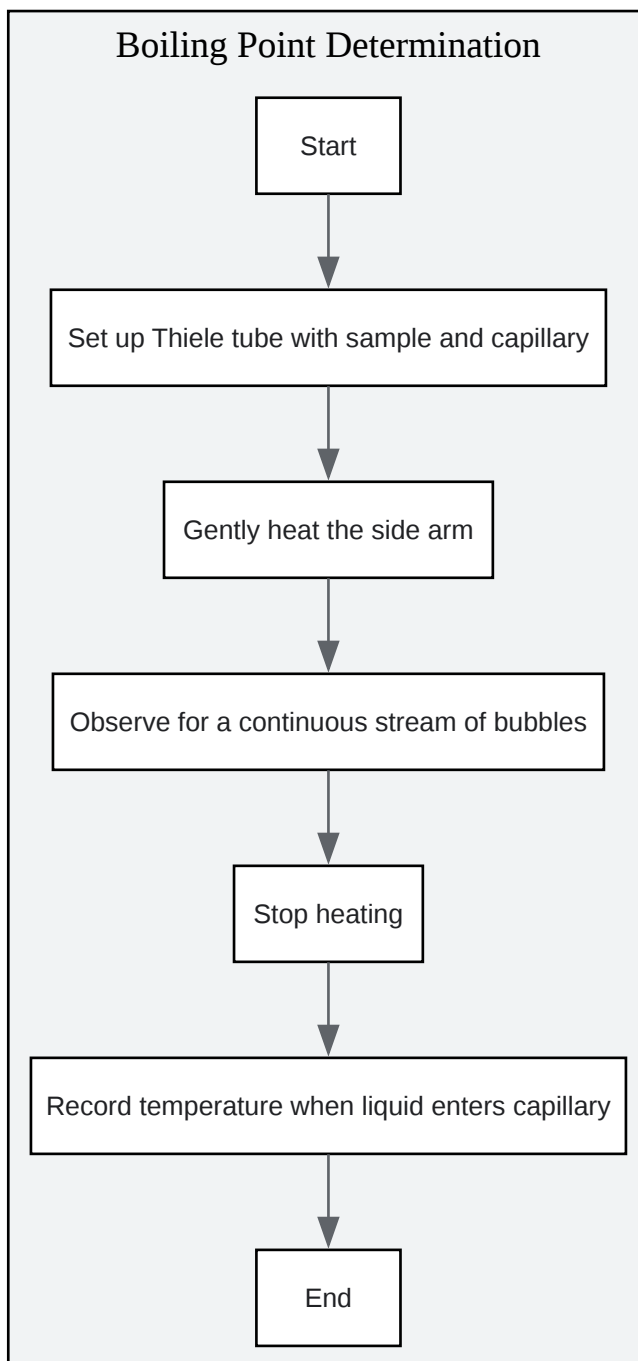 Boiling Point Determination
Start
Set up Thiele tube with sample and capillary
Gently heat the side arm
Observe for a continuous stream of bubbles
Stop heating
Record temperature when liquid enters capillary
End